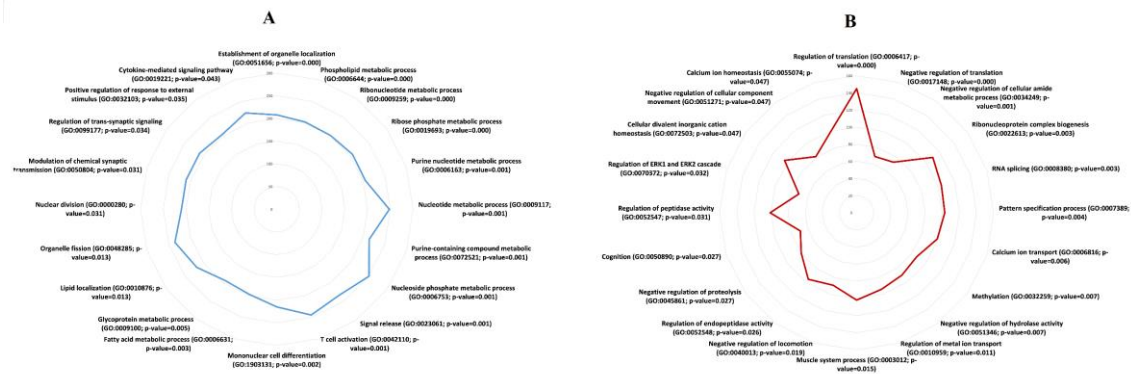 A
Establishment of organelle localization
(GO:0051656; p-value=0.000)
Phospholipid metabolic process
(GO:0006644; p-value=0.000)
Ribonucleotide metabolic process
(GO:0009259; p-value=0.000)
Ribose phosphate metabolic process
(GO:0019693; p-value=0.000)
Purine nucleotide metabolic process
(GO:0006163; p-value=0.001)
Nucleotide metabolic process (GO:0009117;
p-value=0.001)
Purine-containing compound metabolic
process (GO:0072521; p-value=0.001)
Nucleoside phosphate metabolic process
(GO:0006753; p-value=0.001)
Signal release (GO:0023061; p-value=0.001)
T cell activation (GO:0042110; p-
value=0.001)
Mononuclear cell differentiation
(GO:1903131; p-value=0.002)
Fatty acid metabolic process (GO:0006631;
p-value=0.003)
Glycoprotein metabolic process
(GO:0009100; p-value=0.005)
Lipid localization (GO:0010876; p-
value=0.013)
Organelle fission (GO:0048285; p-
value=0.013)
Nuclear division (GO:0000280; p-
value=0.031)
Modulation of chemical synaptic
transmission (GO:0050804; p-value=0.031)
Regulation of trans-synaptic signaling
(GO:0099177; p-value=0.034)
Positive regulation of response to external
stimulus (GO:0032103; p-value=0.035)
Cytokine-mediated signaling pathway
(GO:0019221; p-value=0.043)
B
Regulation of translation (GO:0006417; p-
value=0.000)
Negative regulation of translation
(GO:0017148; p-value=0.000)
Negative regulation of cellular amide
metabolic process (GO:0034249; p-value=
0.001)
Ribonucleoprotein complex biogenesis
(GO:0022613; p-value=0.003)
RNA splicing (GO:0008380; p-value=0.003)
Pattern specification process (GO:0007389;
p-value=0.004)
Calcium ion transport (GO:0006816; p-
value=0.006)
Methylation (GO:0032259; p-value=0.007)
Negative regulation of hydrolase activity
(GO:0051346; p-value=0.007)
Regulation of metal ion transport
(GO:0010959; p-value=0.011)
Muscle system process (GO:0003012; p-
value=0.015)
Negative regulation of locomotion
(GO:0040013; p-value=0.019)
Regulation of endopeptidase activity
(GO:0052548; p-value=0.026)
Negative regulation of proteolysis
(GO:0045861; p-value=0.027)
Cognition (GO:0050890; p-value=0.027)
Regulation of peptidase activity
(GO:0052547; p-value=0.031)
Regulation of ERK1 and ERK2 cascade
(GO:0070372; p-value=0.032)
Cellular divalent inorganic cation
homeostasis (GO:0072503; p-value=0.047)
Negative regulation of cellular component
movement (GO:0051271; p-value=0.047)
Calcium ion homeostasis (GO:0055074; p-
value=0.047)